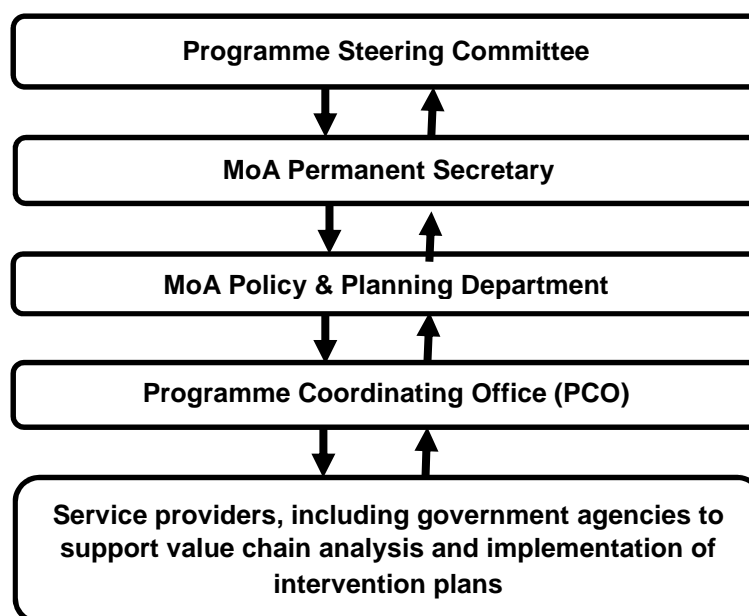 Programme Steering Committee
MoA Permanent Secretary
MoA Policy & Planning Department
Programme Coordinating Office (PCO)
Service providers, including government agencies to
support value chain analysis and implementation of
intervention plans